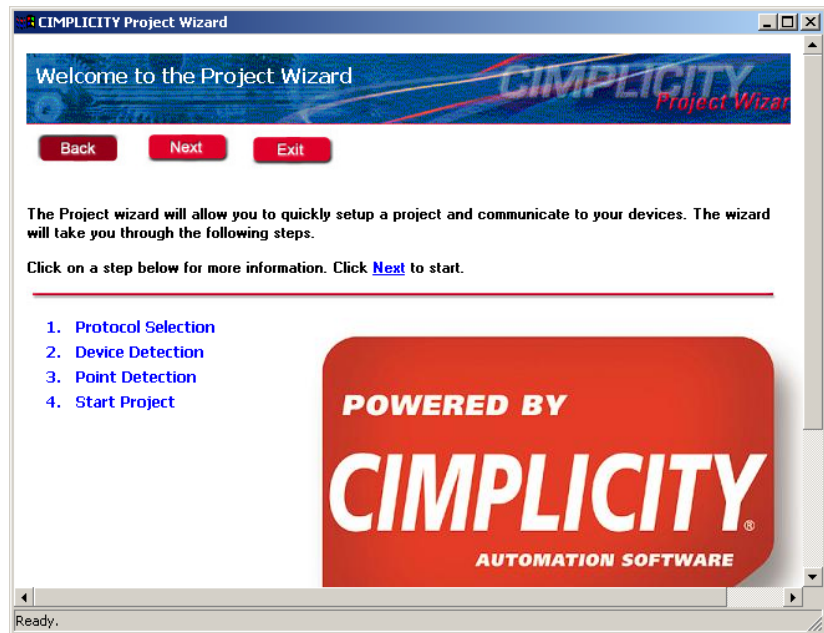 CIMPLICITY Project Wizard
Welcome to the Project Wizard
CIMPLICITY
Project Wizar
Back Next Exit
The Project wizard will allow you to quickly setup a project and communicate to your devices. The wizard
will take you through the following steps.
Click on a step below for more information. Click Next to start.
1. Protocol Selection
2. Device Detection
3. Point Detection
4. Start Project
POWERED BY
CIMPLICITY®
AUTOMATION SOFTWARE
Ready.